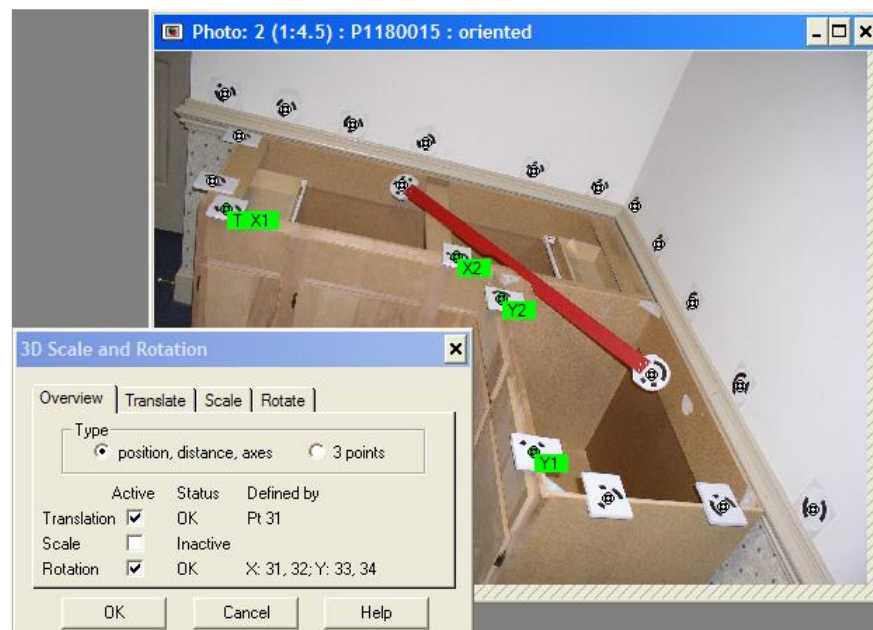 Photo: 2 (1:4.5) : P1180015 : oriented
T X1
X2
Y2
Y1
3D Scale and Rotation
Overview Translate Scale Rotate
Type
position, distance, axes 3 points
Active Status Defined by
Translation OK Pt 31
Scale Inactive
Rotation OK X: 31, 32; Y: 33, 34
OK Cancel Help